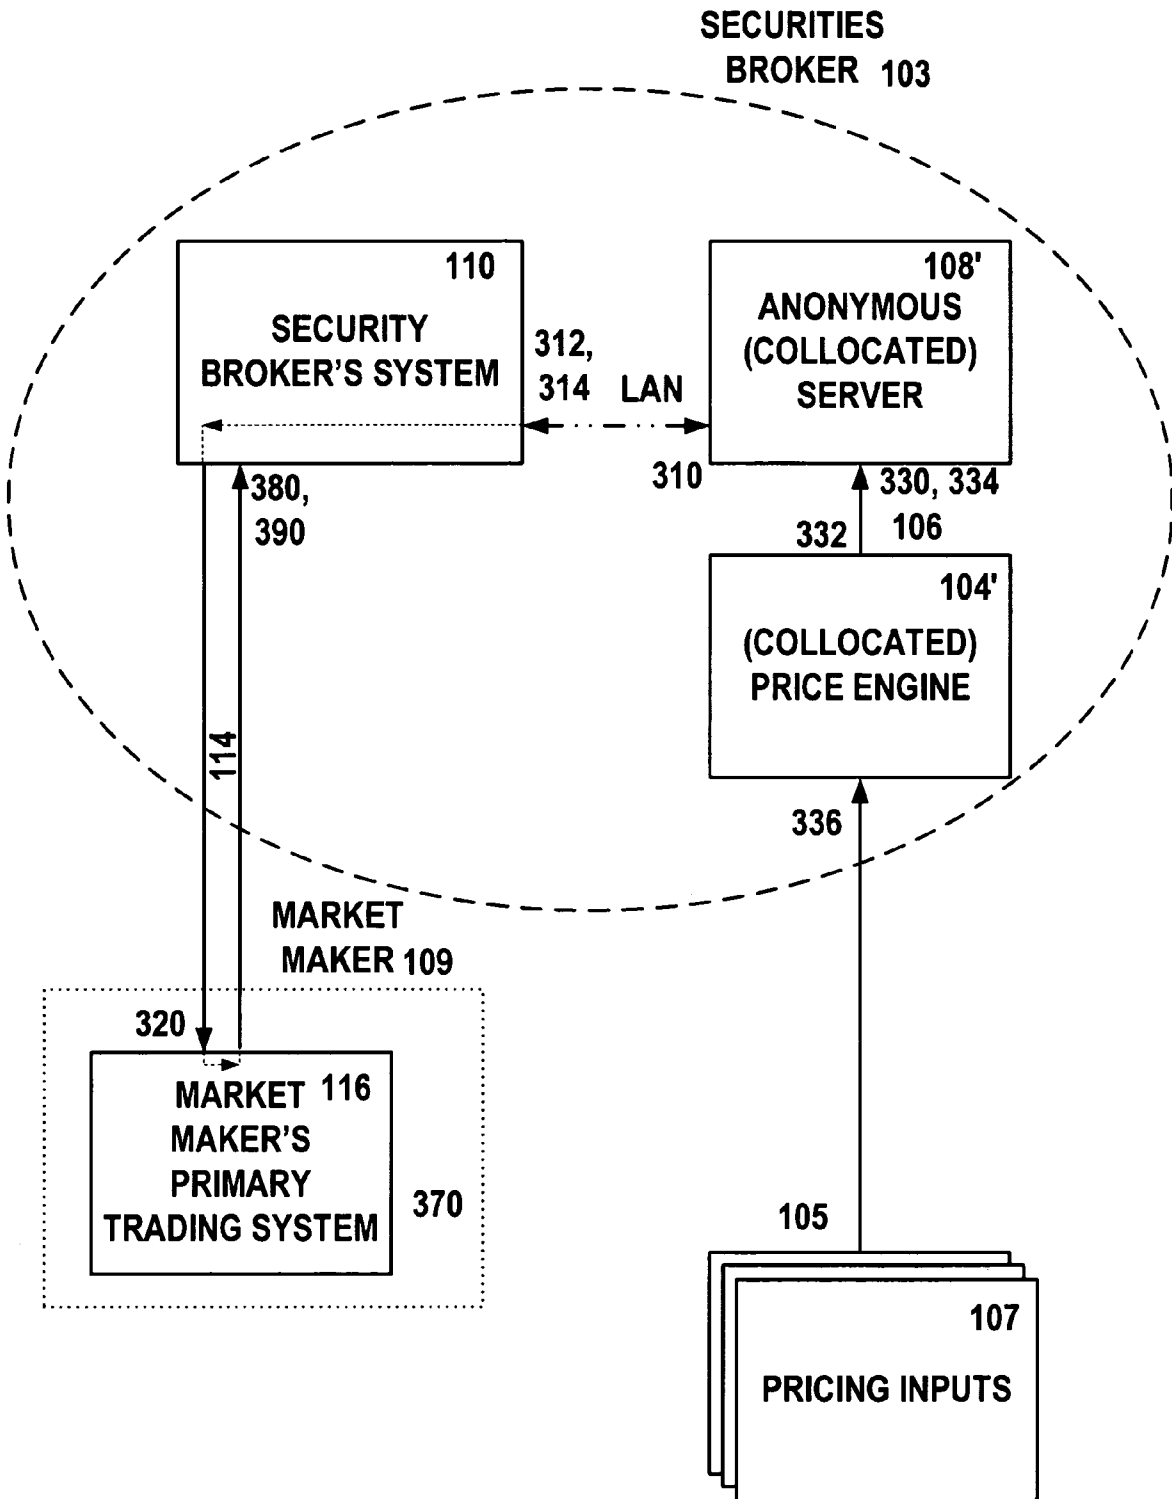 SECURITIES
BROKER 103
110
SECURITY
BROKER'S SYSTEM
312,
314 LAN
108'
ANONYMOUS
(COLLOCATED)
SERVER
310
380,
390
330, 334
332 106
104'
(COLLOCATED)
PRICE ENGINE
114
336
MARKET
MAKER 109
320
MARKET 116
MAKER'S
PRIMARY
TRADING SYSTEM
370
105
107
PRICING INPUTS